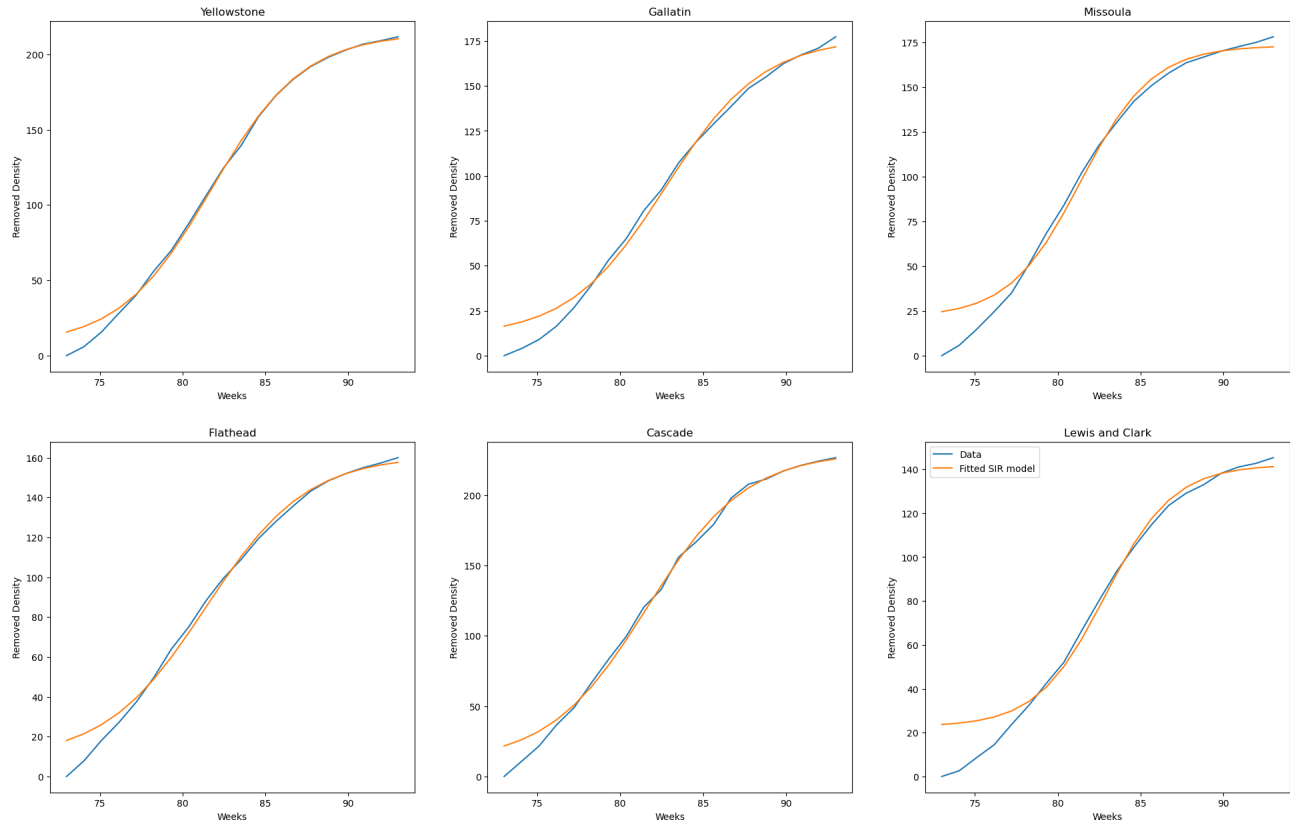 Yellowstone
Removed Density
200
150
100
50
0
75 80 85 90
Weeks
Gallatin
Removed Density
175
150
125
100
75
50
25
0
75 80 85 90
Weeks
Missoula
Removed Density
175
150
125
100
75
50
25
0
75 80 85 90
Weeks
Flathead
Removed Density
160
140
120
100
80
60
40
20
0
75 80 85 90
Weeks
Cascade
Removed Density
200
150
100
50
0
75 80 85 90
Weeks
Lewis and Clark
Data
Fitted SIR model
Removed Density
140
120
100
80
60
40
20
0
75 80 85 90
Weeks